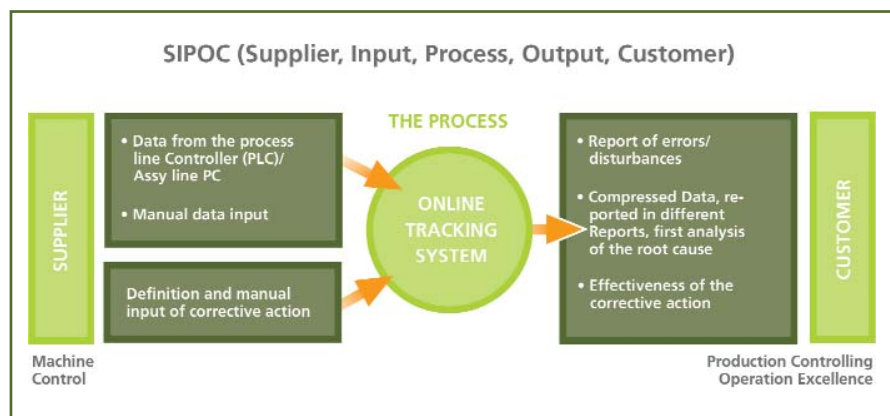 SIPOC (Supplier, Input, Process, Output, Customer)
SUPPLIER
• Data from the process
line Controller (PLC)/
Assy line PC
• Manual data input
Definition and manual
input of corrective action
THE PROCESS
ONLINE
TRACKING
SYSTEM
• Report of errors/
disturbances
• Compressed Data, re-
ported in different
Reports, first analysis
of the root cause
• Effectiveness of the
corrective action
CUSTOMER
Machine
Control
Production Controlling
Operation Excellence